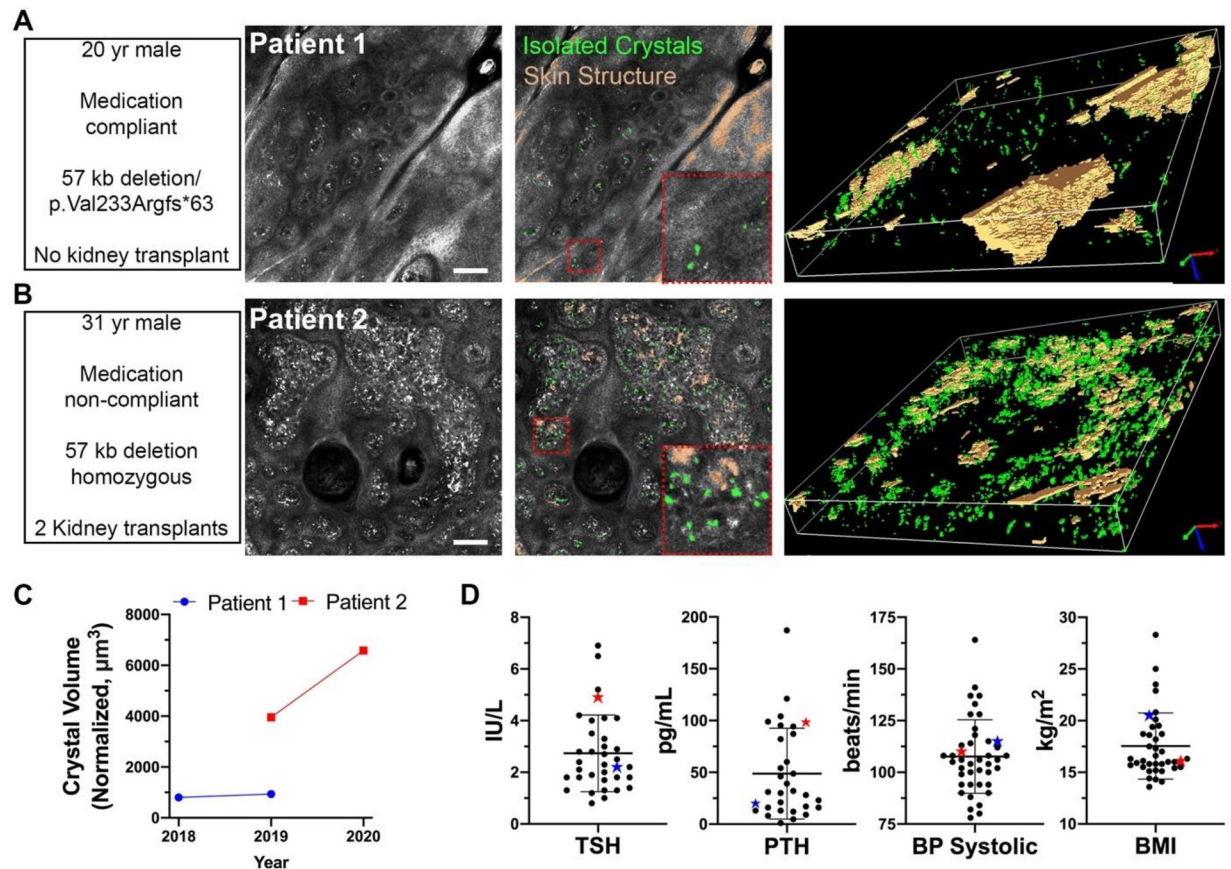 A
20 yr male
Medication
compliant
57 kb deletion/
p.Val233Argfs*63
No kidney transplant
Patient 1
Isolated Crystals
Skin Structure
B
31 yr male
Medication
non-compliant
57 kb deletion
homozygous
2 Kidney transplants
Patient 2
C
Patient 1
Patient 2
Crystal Volume
(Normalized, µm³)
8000
6000
4000
2000
0
2018
2019
2020
Year
D
IU/L
8
6
4
2
0
TSH
pg/mL
200
150
100
50
0
PTH
beats/min
175
150
125
100
75
BP Systolic
kg/m²
30
25
20
15
10
BMI